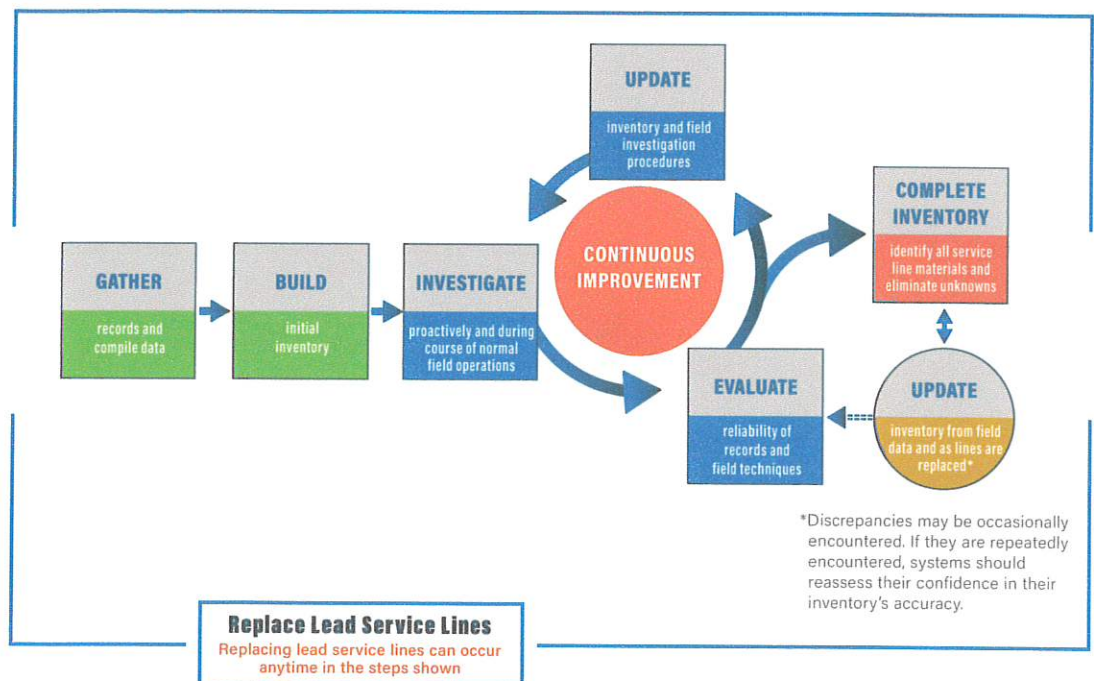 GATHER
records and
compile data
BUILD
initial
inventory
INVESTIGATE
proactively and during
course of normal
field operations
UPDATE
inventory and field
investigation
procedures
CONTINUOUS
IMPROVEMENT
EVALUATE
reliability of
records and
field techniques
COMPLETE
INVENTORY
identify all service
line materials and
eliminate unknowns
UPDATE
inventory from field
data and as lines are
replaced*
*Discrepancies may be occasionally
encountered. If they are repeatedly
encountered, systems should
reassess their confidence in their
inventory's accuracy.
Replace Lead Service Lines
Replacing lead service lines can occur
anytime in the steps shown